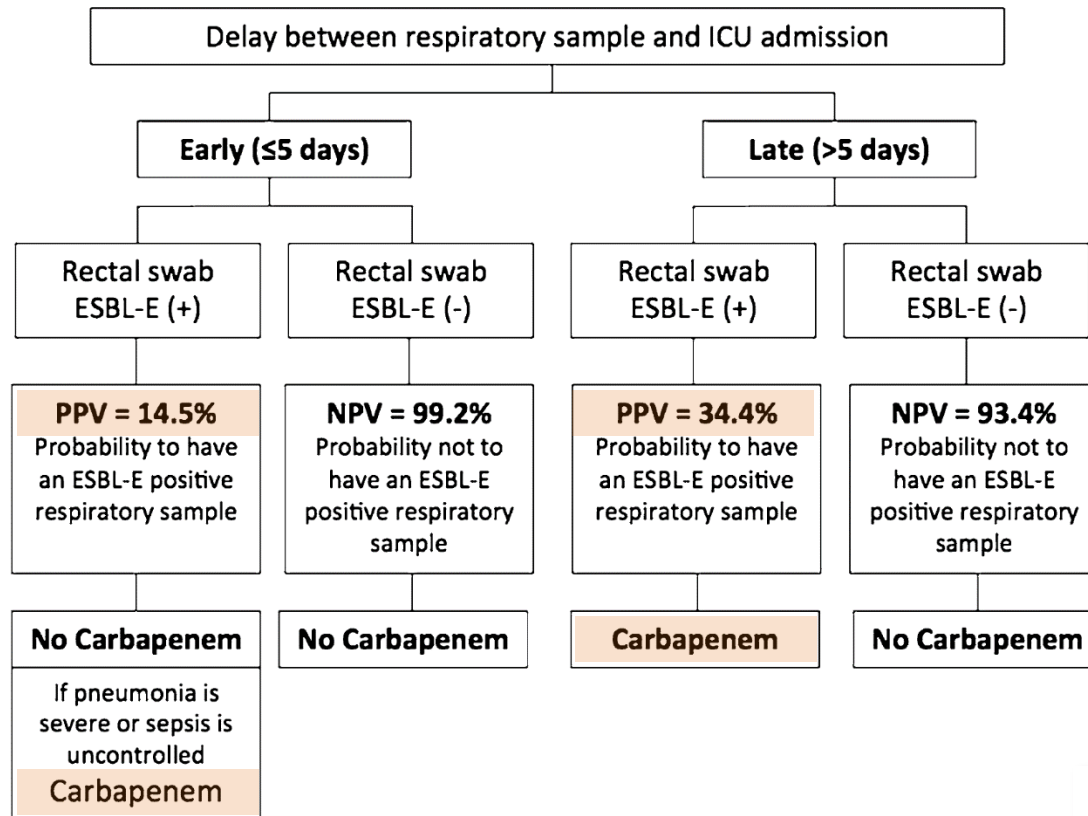 Delay between respiratory sample and ICU admission
Early (≤5 days)
Late (>5 days)
Rectal swab
ESBL-E (+)
Rectal swab
ESBL-E (-)
Rectal swab
ESBL-E (+)
Rectal swab
ESBL-E (-)
PPV = 14.5%
Probability to have
an ESBL-E positive
respiratory sample
NPV = 99.2%
Probability not to
have an ESBL-E
positive respiratory
sample
PPV = 34.4%
Probability to have
an ESBL-E positive
respiratory sample
NPV = 93.4%
Probability not to
have an ESBL-E
positive respiratory
sample
No Carbapenem
If pneumonia is
severe or sepsis is
uncontrolled
Carbapenem
No Carbapenem
Carbapenem
No Carbapenem